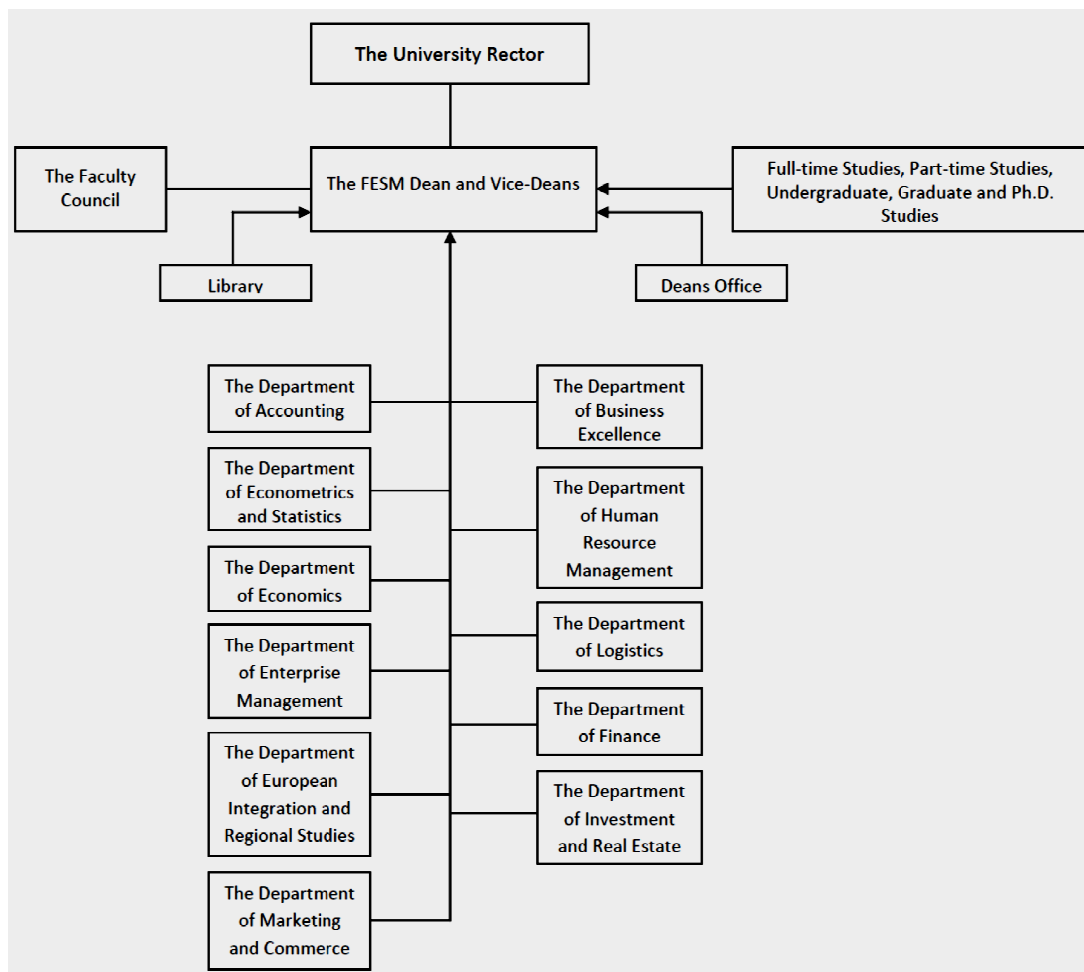 The University Rector
The Faculty
Council
The FESM Dean and Vice-Deans
Full-time Studies, Part-time Studies,
Undergraduate, Graduate and Ph.D.
Studies
Library
Deans Office
The Department
of Accounting
The Department
of Business
Excellence
The Department
of Econometrics
and Statistics
The Department
of Human
Resource
Management
The Department
of Economics
The Department
of Logistics
The Department
of Enterprise
Management
The Department
of Finance
The Department
of European
Integration and
Regional Studies
The Department
of Investment
and Real Estate
The Department
of Marketing
and Commerce